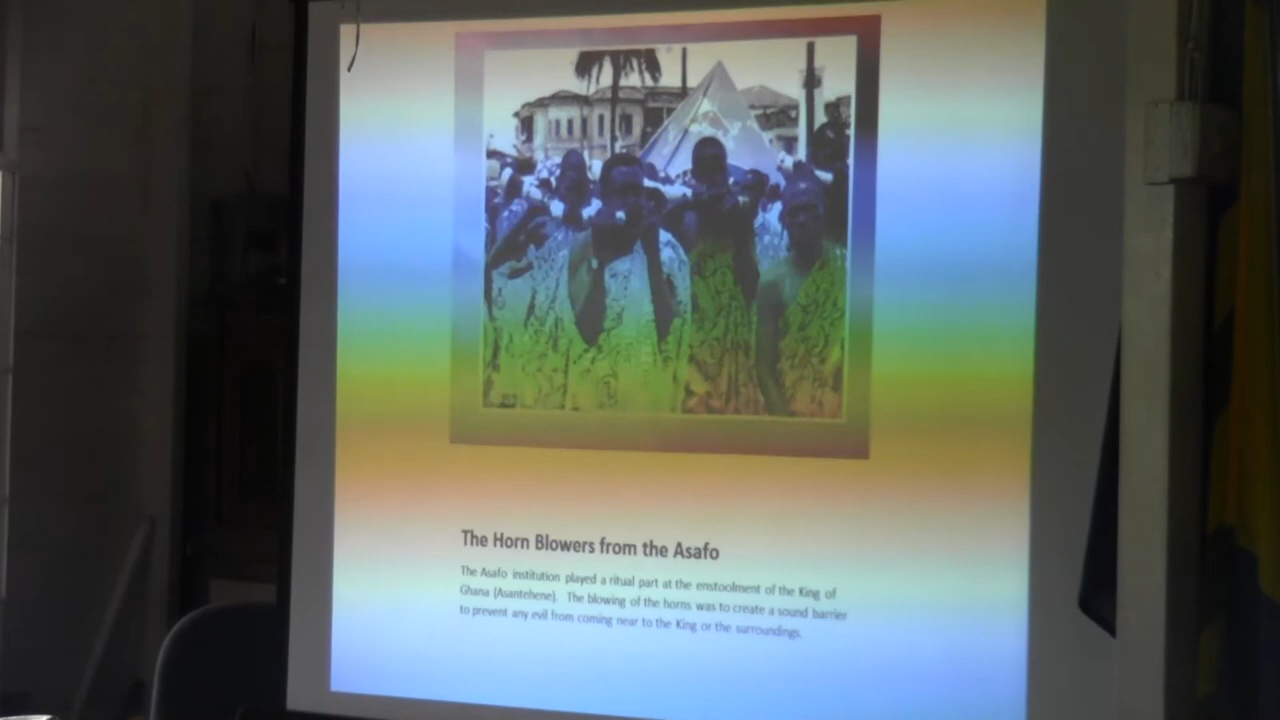 The Horn Blowers from the Asafo
The Asafo institution played a ritual part at the enstoolment of the King of
Ghana (Asantehene). The blowing of the horns was to create a sound barrier
to prevent any evil from coming near to the King or the surroundings.